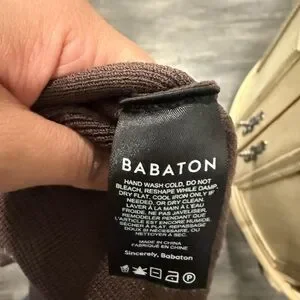 BABATON
HAND WASH COLD, DO NOT
BLEACH, RESHAPE WHILE DAMP,
DRY FLAT, COOL IRON ONLY IF
NEEDED, OR DRY CLEAN.
LAVER À LA MAIN À L'EAU
FROIDE, NE PAS JAVELISER,
REMODELER PENDANT QUE
L'ARTICLE EST ENCORE HUMIDE,
SÉCHER À PLAT, REPASSAGE
DOUX SI NÉCESSAIRE, OU
NETTOYER À SEC.
MADE IN CHINA
FABRIQUÉ EN CHINE
Sincerely, Babaton